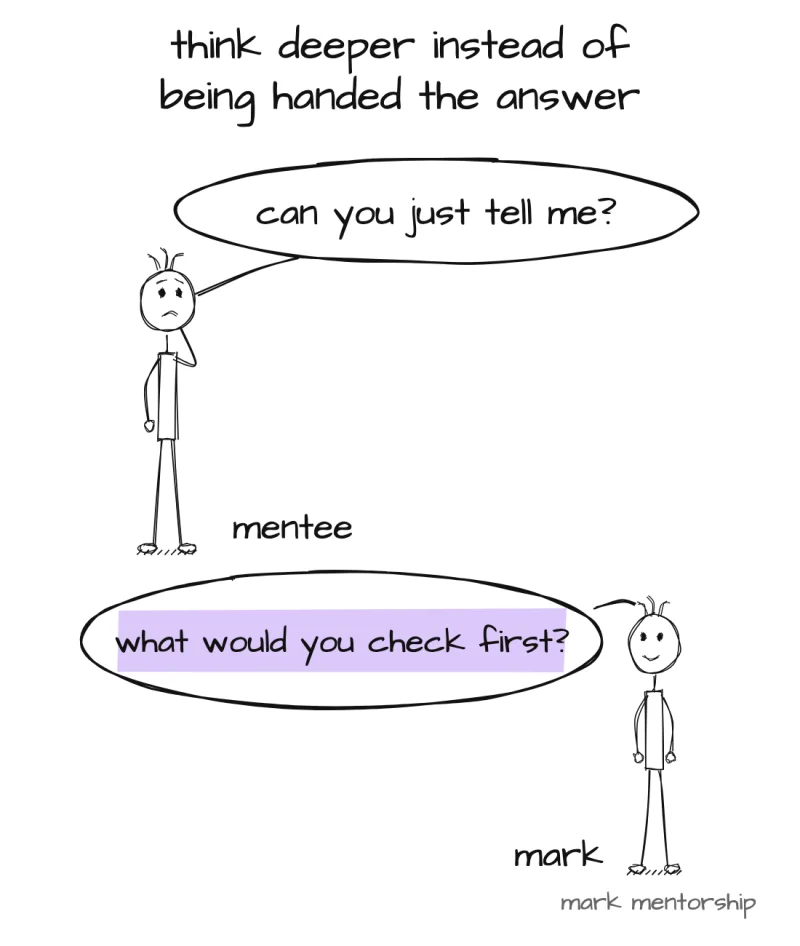 think deeper instead of
being handed the answer
can you just tell me?
mentee
what would you check first?
mark
mark mentorship